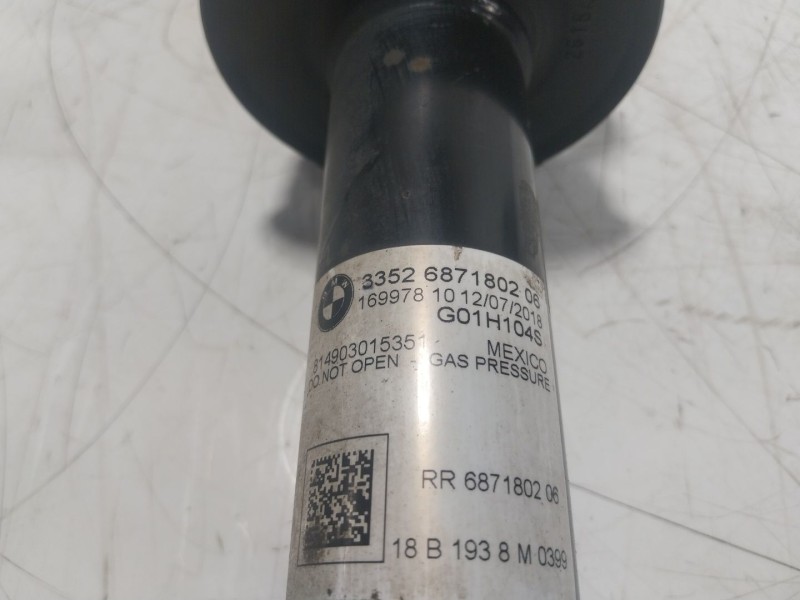 BMW
3352 6871802 06
169978 10 12/07/2018
G01H104S
814903015351 MEXICO
DO NOT OPEN - GAS PRESSURE
RR 6871802 06
18 B 193 8 M 0399